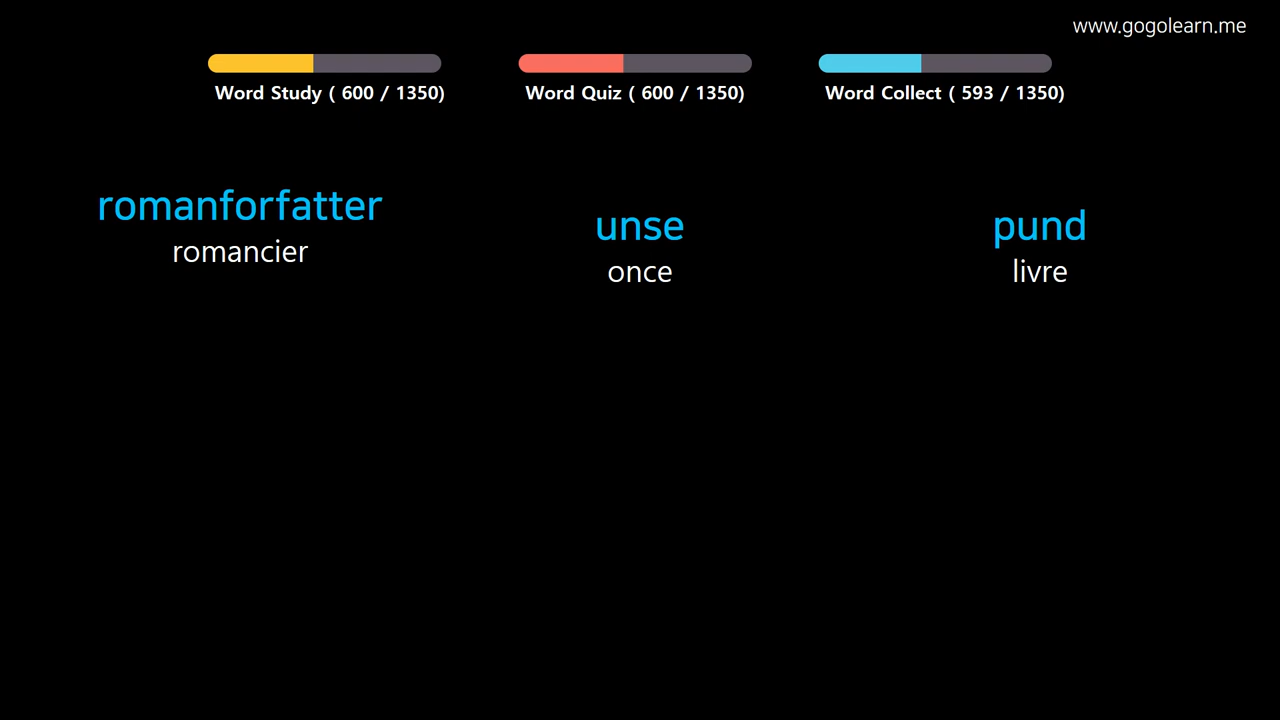 www.gogolearn.me
Word Study ( 600 / 1350)
Word Quiz ( 600 / 1350)
Word Collect ( 593 / 1350)
romanforfatter
romancier
unse
once
pund
livre